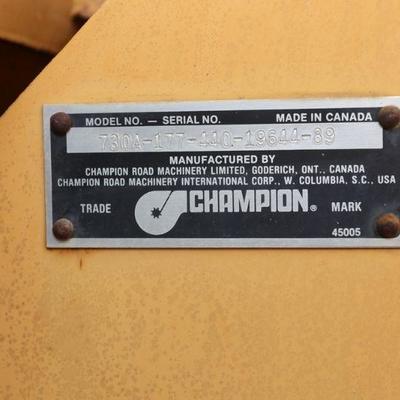 MODEL NO. — SERIAL NO. MADE IN CANADA
730A-177-440-19644-89
MANUFACTURED BY
CHAMPION ROAD MACHINERY LIMITED, GODERICH, ONT., CANADA
CHAMPION ROAD MACHINERY INTERNATIONAL CORP., W. COLUMBIA, S.C., USA
TRADE CHAMPION® MARK
45005